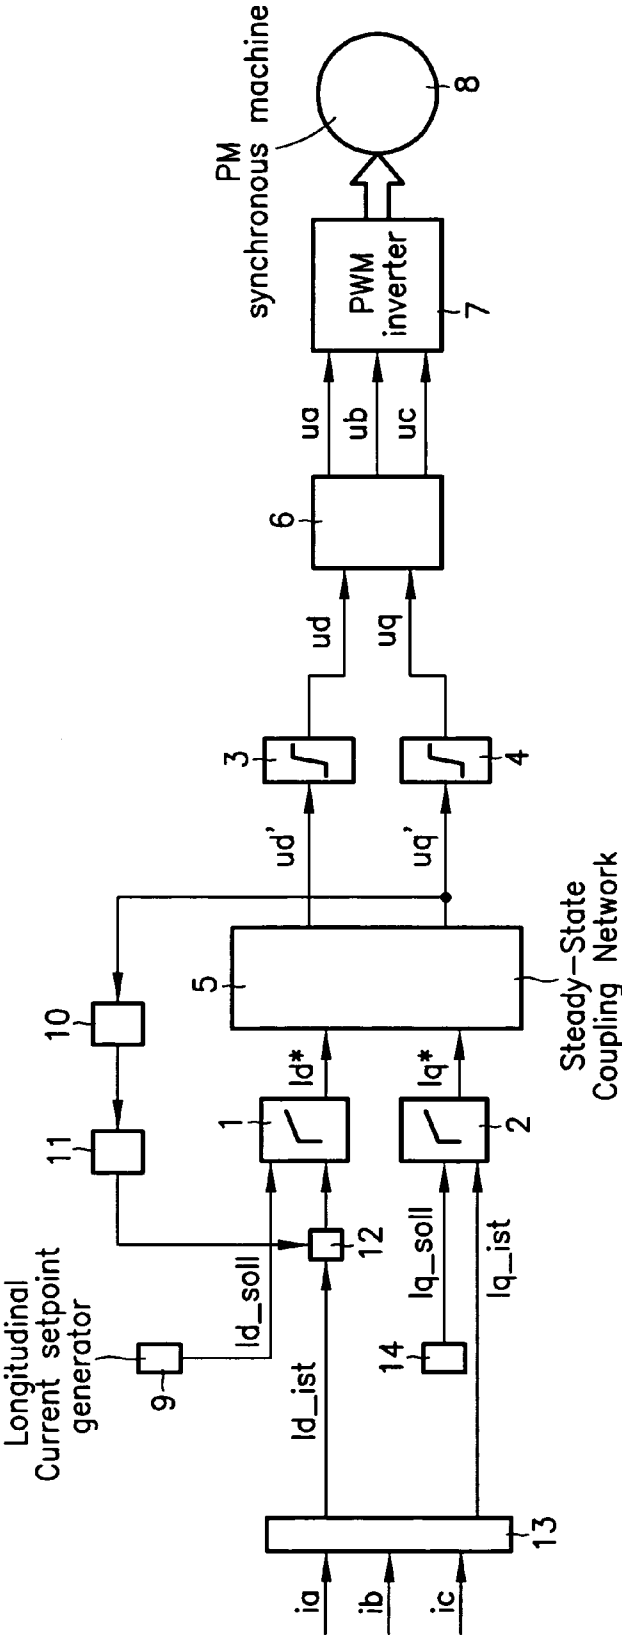 Longitudinal
Current setpoint
generator
9
11
10
Id_soll
Id_ist
12
1
Id*
5
ud'
3
ud
6
ua
ub
uc
PWM
inverter
7
PM
synchronous machine
8
ia
ib
ic
13
14
Iq_soll
Iq_ist
2
Iq*
Steady-State
Coupling Network
uq'
4
uq